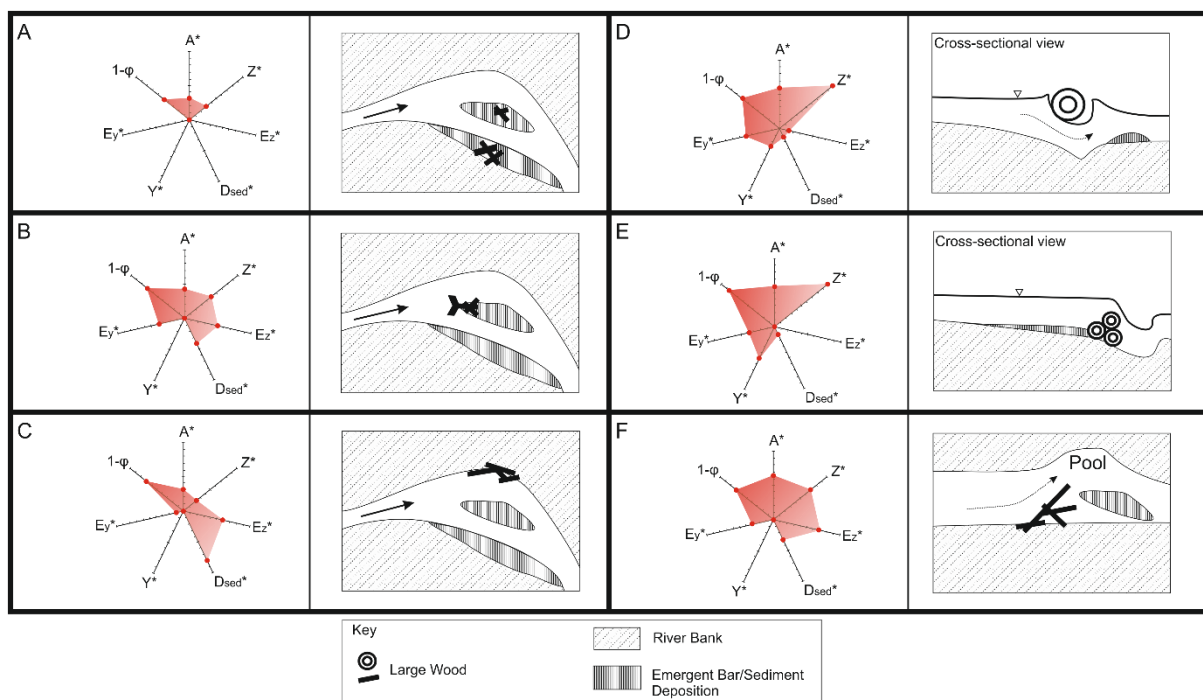 A
A*
1-φ
Z*
Ey*
Ez*
Y*
Dsed*
D
A*
1-φ
Z*
Ey*
Ez*
Y*
Dsed*
Cross-sectional view
B
A*
1-φ
Z*
Ey*
Ez*
Y*
Dsed*
E
A*
1-φ
Z*
Ey*
Ez*
Y*
Dsed*
Cross-sectional view
C
A*
1-φ
Z*
Ey*
Ez*
Y*
Dsed*
F
A*
1-φ
Z*
Ey*
Ez*
Y*
Dsed*
Pool
Key
Large Wood
River Bank
Emergent Bar/Sediment
Deposition